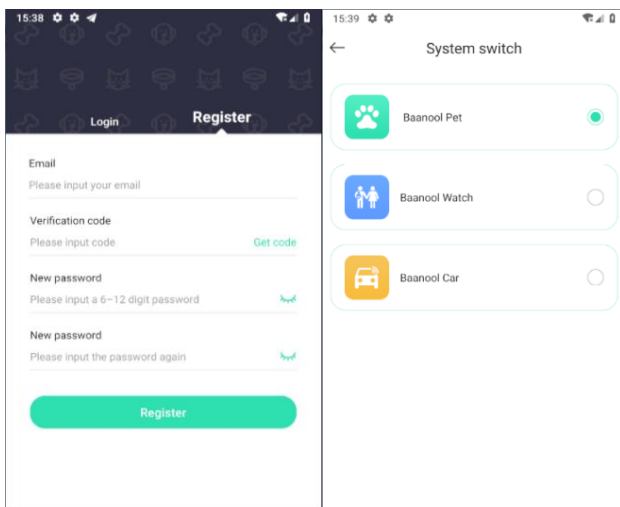 15:38
Login
Register
Email
Please input your email
Verification code
Please input code
Get code
New password
Please input a 6-12 digit password
New password
Please input the password again
Register
15:39
System switch
Baanool Pet
Baanool Watch
Baanool Car